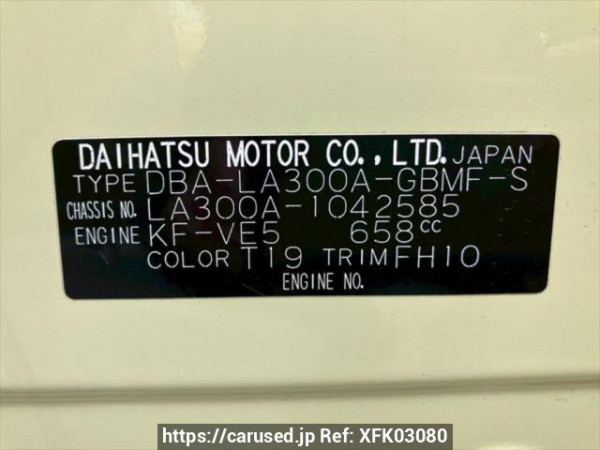 DAIHATSU MOTOR CO., LTD. JAPAN
TYPE DBA-LA300A-GBMF-S
CHASSIS NO. LA300A-1042585
ENGINE KF-VE5 658cc
COLOR T19 TRIM FH10
ENGINE NO.
https://carused.jp Ref: XFK03080